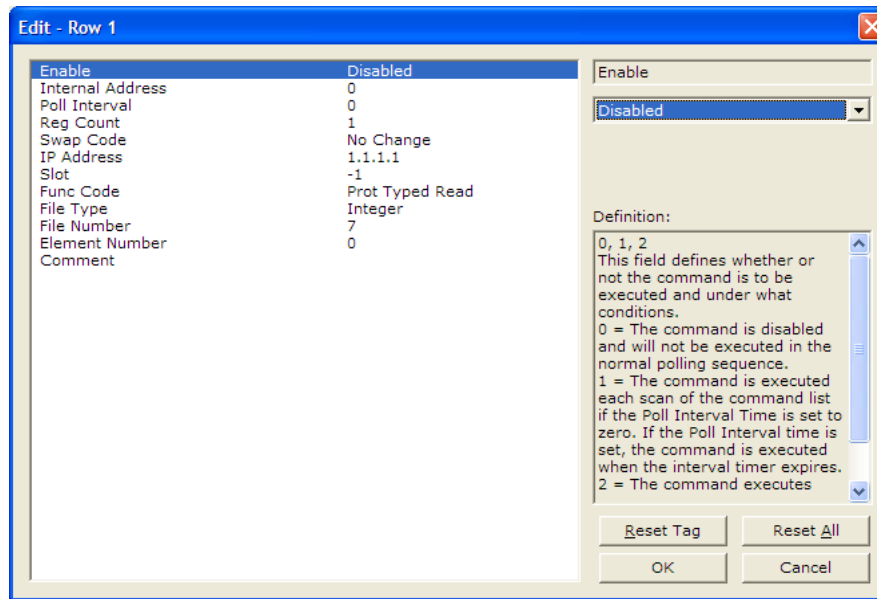 Edit - Row 1
Enable Disabled
Internal Address 0
Poll Interval 0
Reg Count 1
Swap Code No Change
IP Address 1.1.1.1
Slot -1
Func Code Prot Typed Read
File Type Integer
File Number 7
Element Number 0
Comment
Enable
Disabled
Definition:
0, 1, 2
This field defines whether or
not the command is to be
executed and under what
conditions.
0 = The command is disabled
and will not be executed in the
normal polling sequence.
1 = The command is executed
each scan of the command list
if the Poll Interval Time is set to
zero. If the Poll Interval time is
set, the command is executed
when the interval timer expires.
2 = The command executes
Reset Tag Reset All
OK Cancel